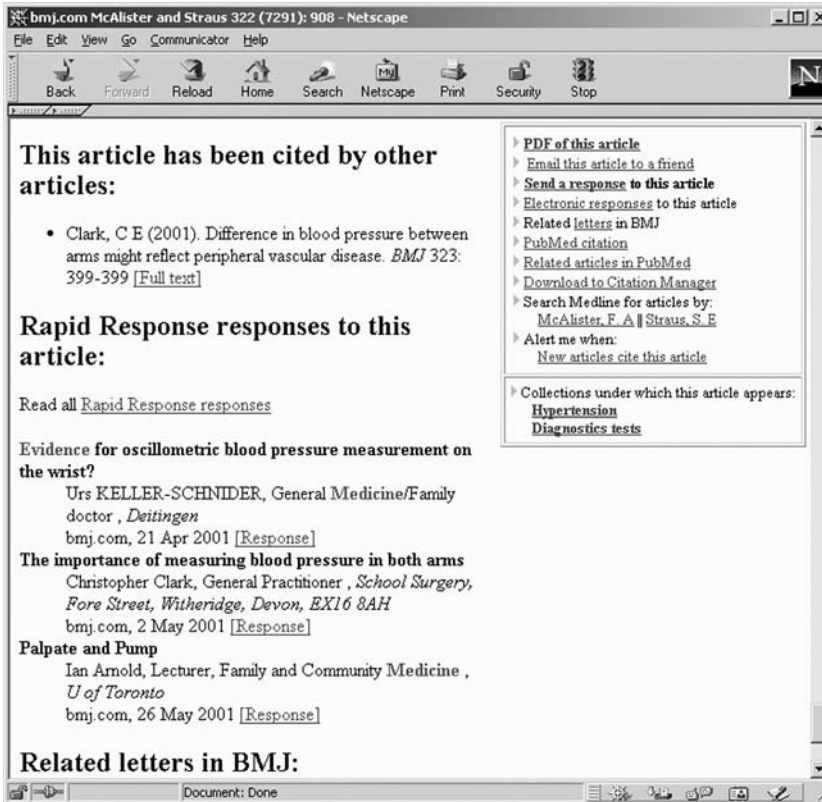 bmj.com McAlister and Straus 322 (7291): 908 - Netscape
File Edit View Go Communicator Help
Back Forward Reload Home Search Netscape Print Security Stop
My
N
This article has been cited by other
articles:
• Clark, C E (2001). Difference in blood pressure between
arms might reflect peripheral vascular disease. BMJ 323:
399-399 [Full text]
Rapid Response responses to this
article:
Read all Rapid Response responses
Evidence for oscillometric blood pressure measurement on
the wrist?
Urs KELLER-SCHNIDER, General Medicine/Family
doctor , Deitingen
bmj.com, 21 Apr 2001 [Response]
The importance of measuring blood pressure in both arms
Christopher Clark, General Practitioner , School Surgery,
Fore Street, Witheridge, Devon, EX16 8AH
bmj.com, 2 May 2001 [Response]
Palpate and Pump
Ian Arnold, Lecturer, Family and Community Medicine ,
U of Toronto
bmj.com, 26 May 2001 [Response]
Related letters in BMJ:
PDF of this article
Email this article to a friend
Send a response to this article
Electronic responses to this article
Related letters in BMJ
PubMed citation
Related articles in PubMed
Download to Citation Manager
Search Medline for articles by:
McAlister, F. A || Straus, S. E
Alert me when:
New articles cite this article
Collections under which this article appears:
Hypertension
Diagnostics tests
Document: Done